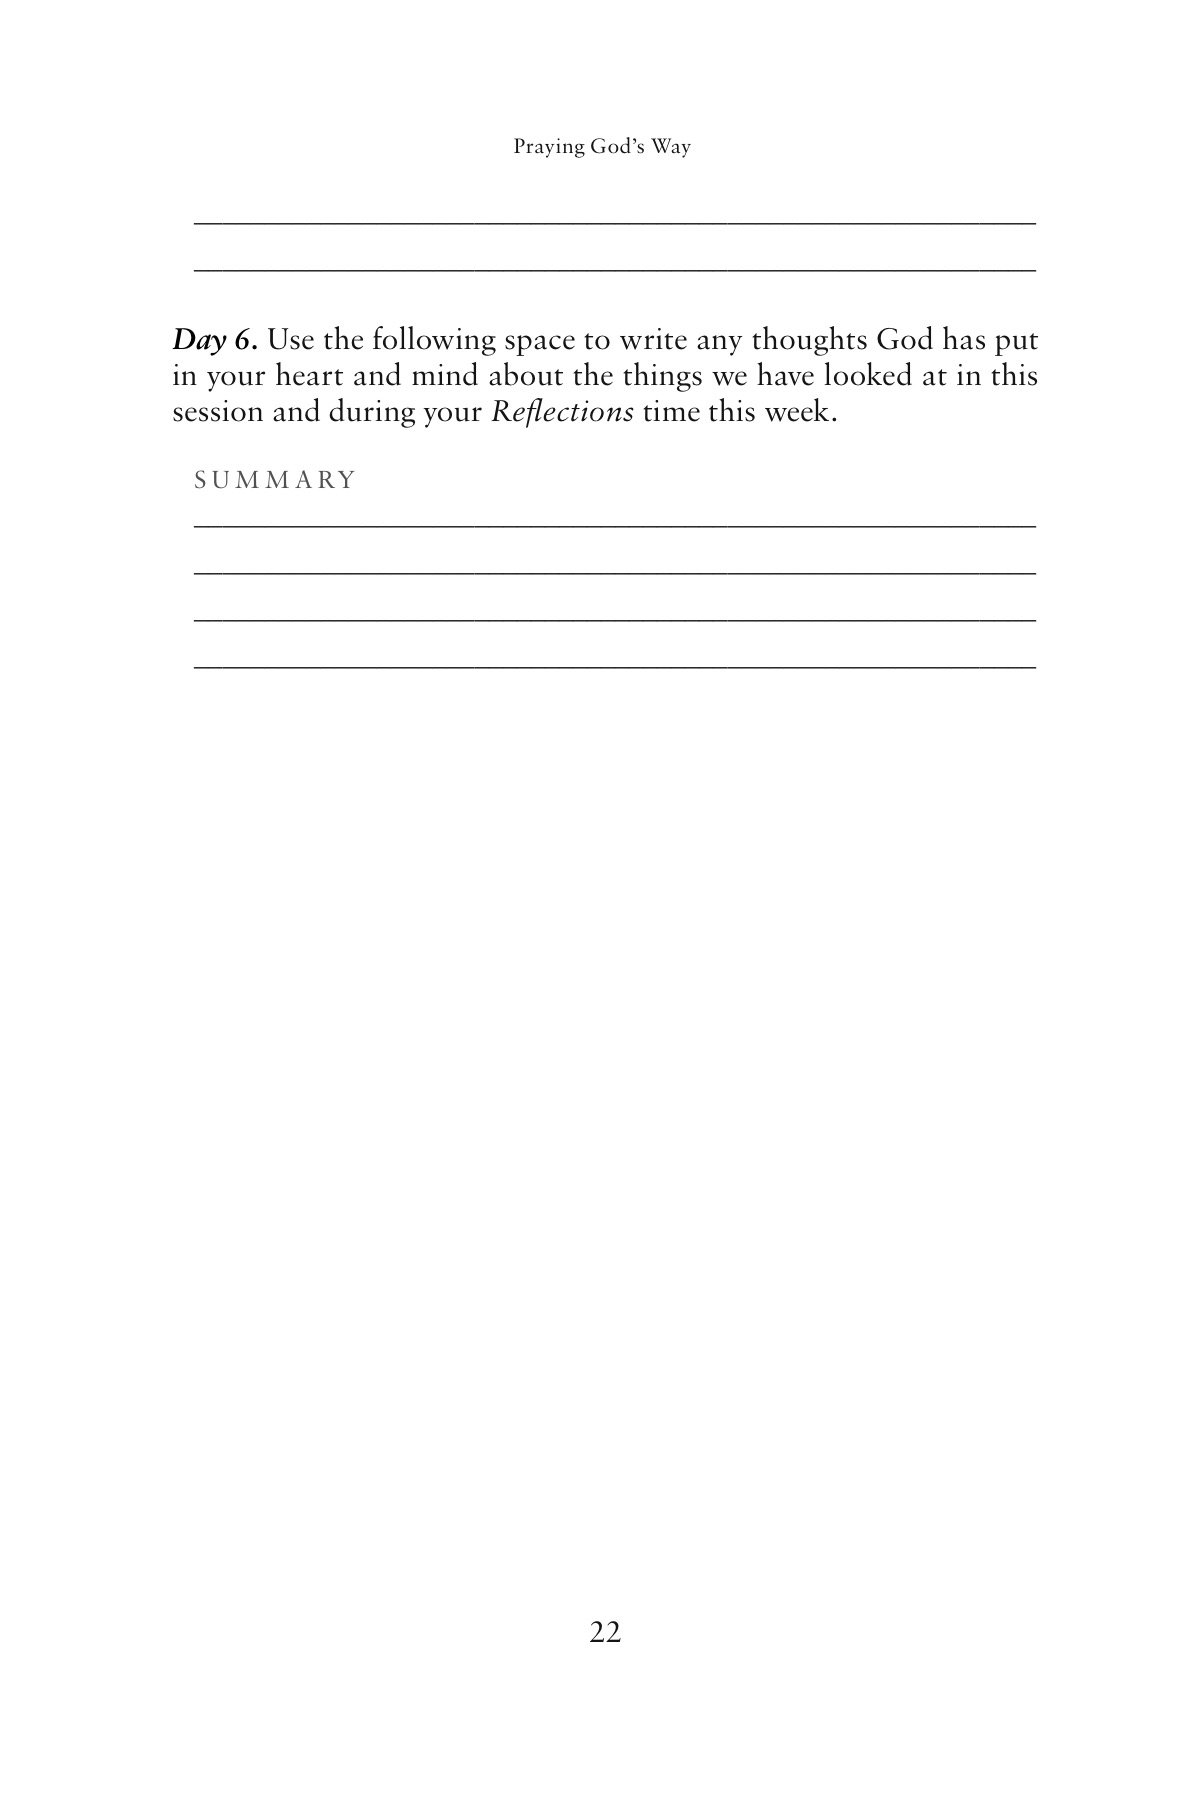 Praying God’s Way
Day 6. Use the following space to write any thoughts God has put
in your heart and mind about the things we have looked at in this
session and during your Reflections time this week.
SUMMARY
22